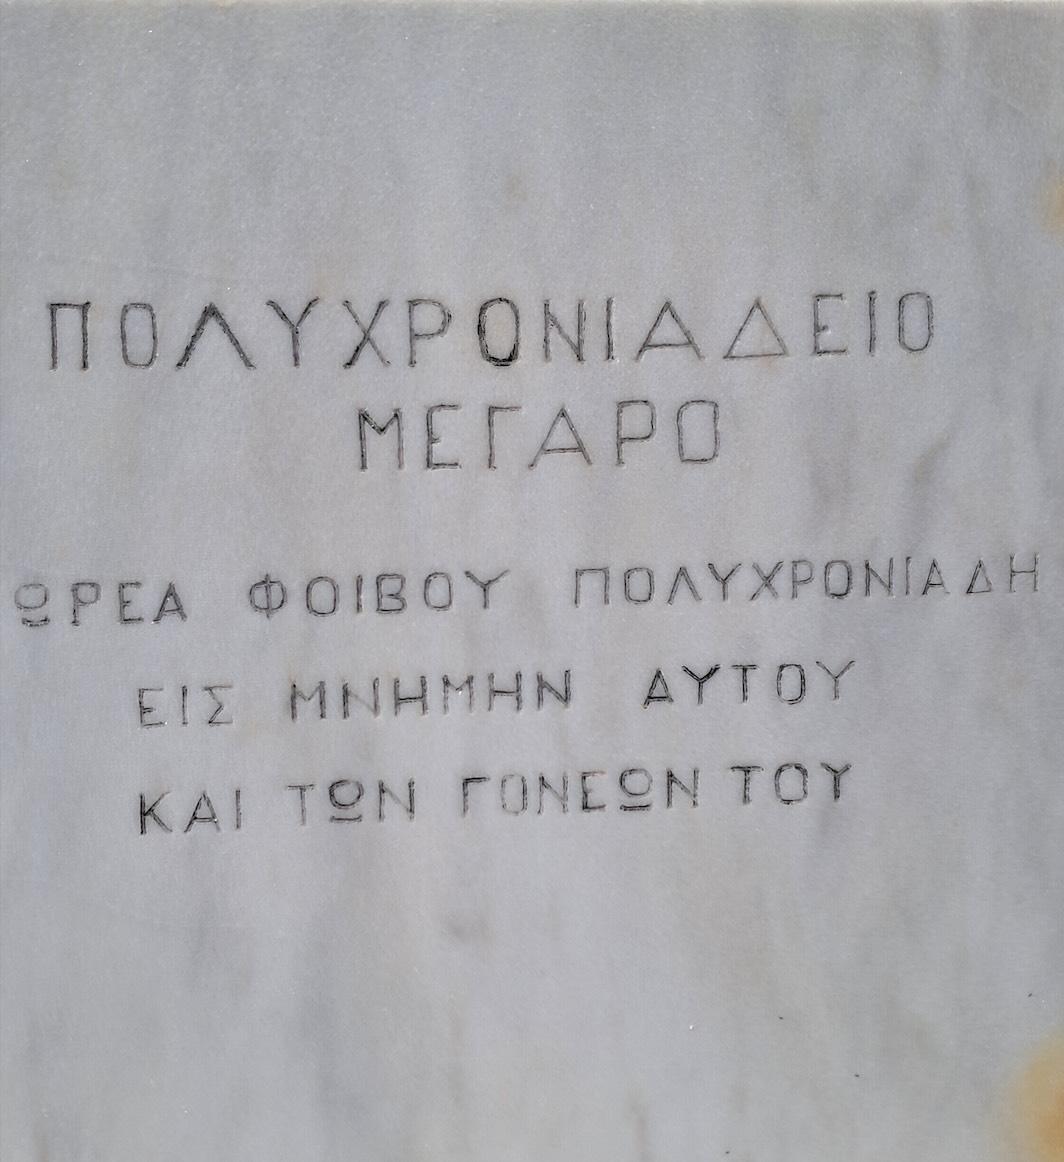 ΠΟΛΥΧΡΟΝΙΑΔΕΙΟ
ΜΕΓΑΡΟ
ΩΡΕΑ ΦΟΙΒΟΥ ΠΟΛΥΧΡΟΝΙΑΔΗ
ΕΙΣ ΜΝΗΜΗΝ ΑΥΤΟΥ
ΚΑΙ ΤΩΝ ΓΟΝΕΩΝ ΤΟΥ